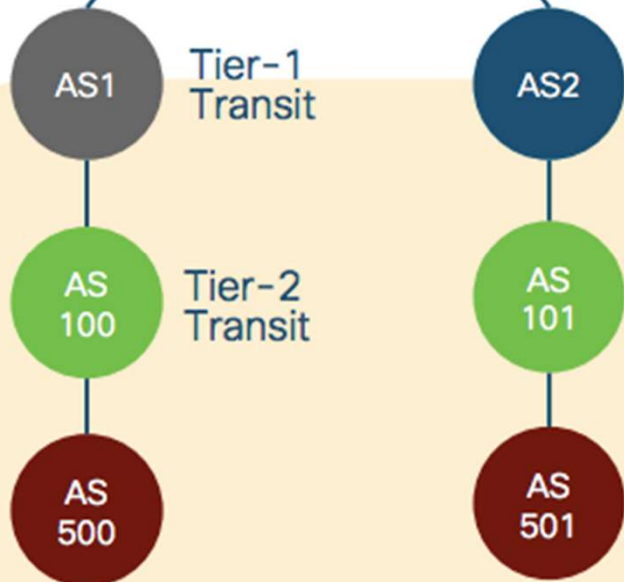 AS1
Tier-1
Transit
AS2
AS
100
Tier-2
Transit
AS
101
AS
500
AS
501